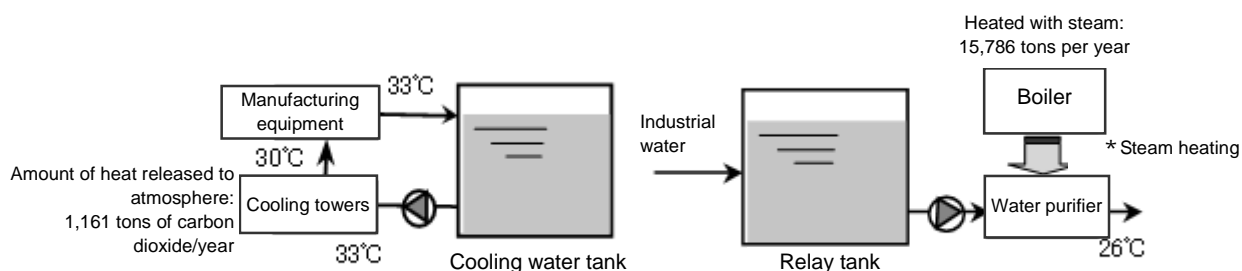 Heated with steam:
15,786 tons per year
33℃
Manufacturing
equipment
Boiler
Industrial
water
* Steam heating
30℃
Amount of heat released to
atmosphere:
1,161 tons of carbon
dioxide/year
Cooling towers
Water purifier
33℃
26℃
Cooling water tank
Relay tank